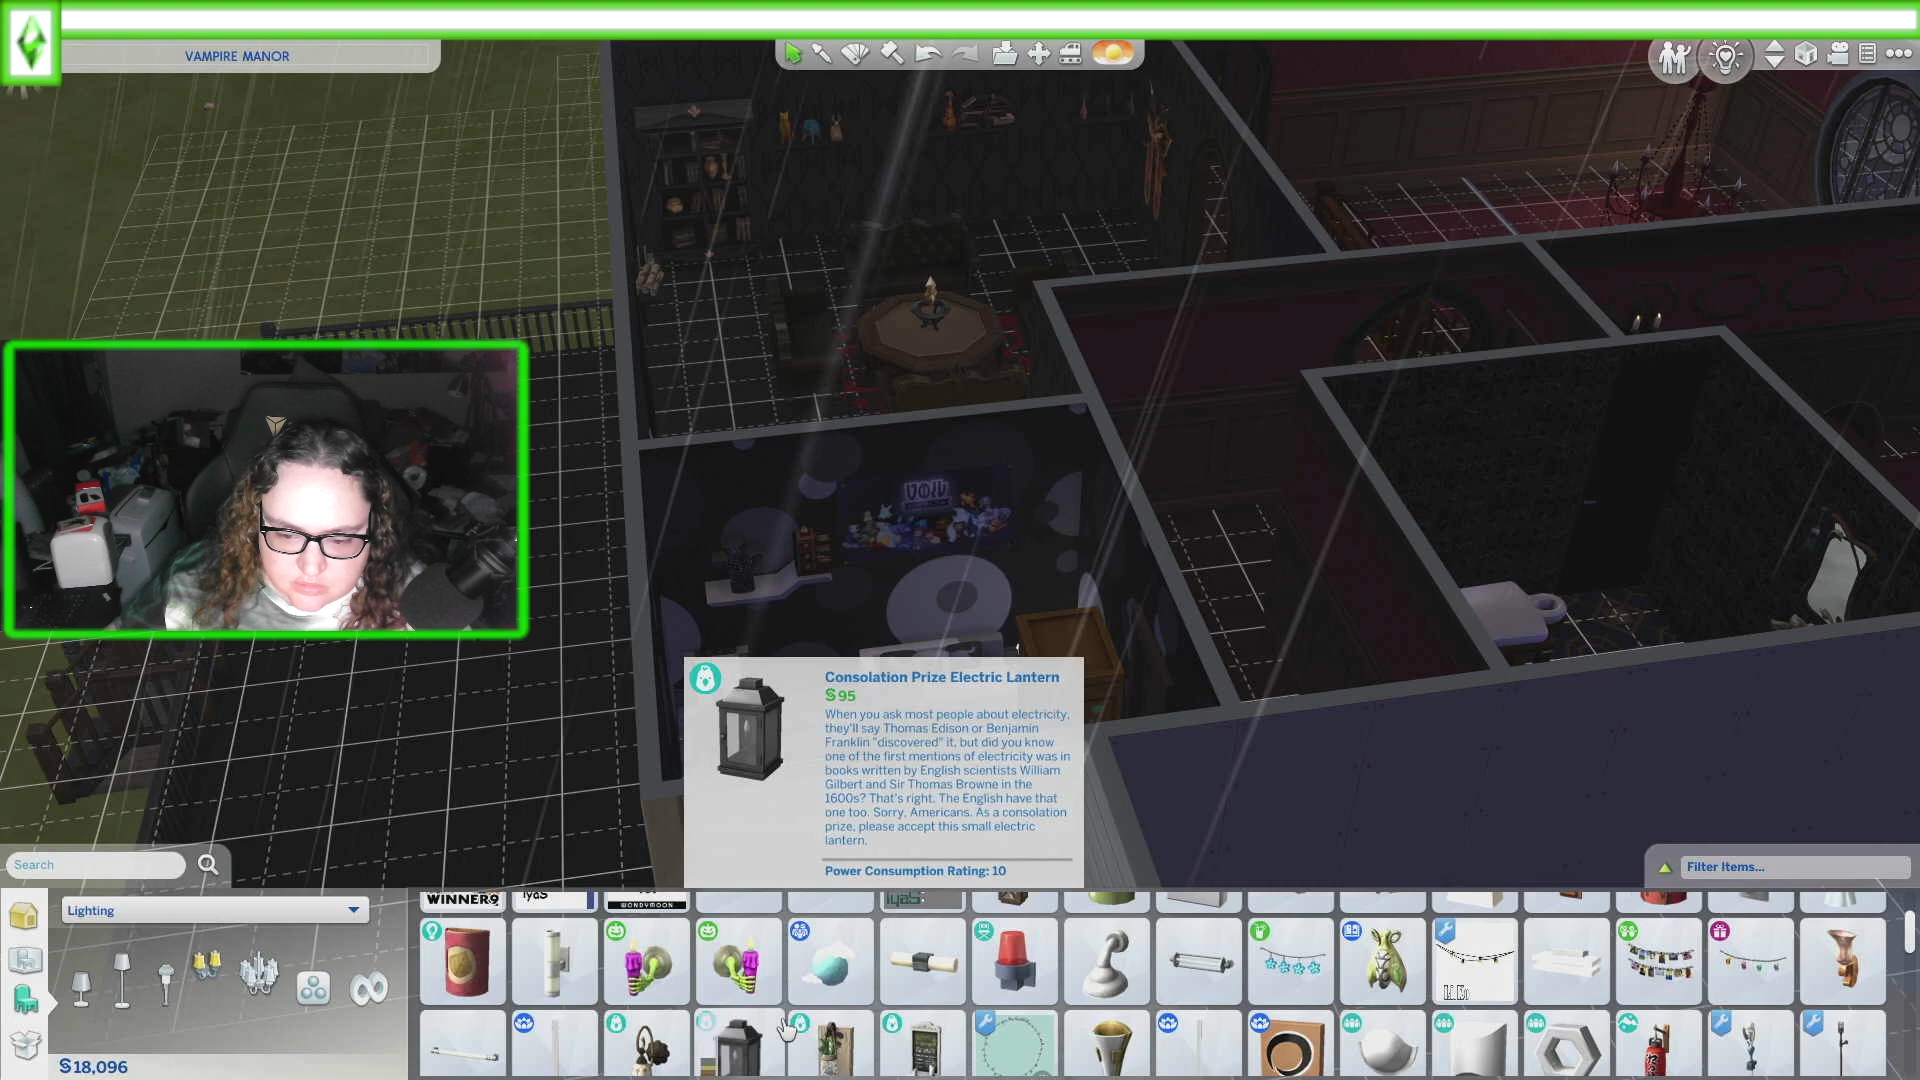 VAMPIRE MANOR
VOID
Consolation Prize Electric Lantern
§95
When you ask most people about electricity,
they'll say Thomas Edison or Benjamin
Franklin "discovered" it, but did you know
one of the first mentions of electricity was in
books written by English scientists William
Gilbert and Sir Thomas Browne in the
1600s? That's right. The English have that
one too. Sorry, Americans. As a consolation
prize, please accept this small electric
lantern.
Power Consumption Rating: 10
Search
Filter Items...
Lighting
WINNER9
WONDYMOON
§18,096